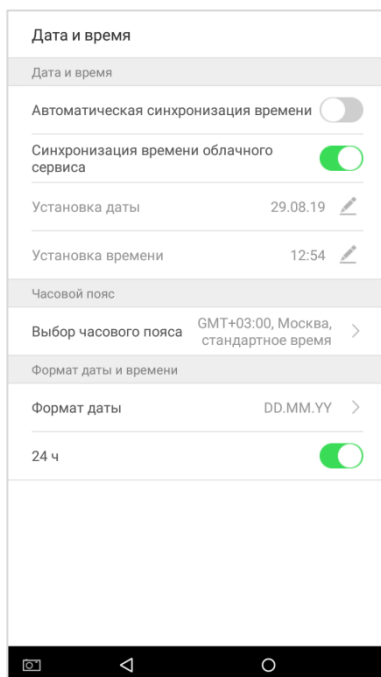 Дата и время
Дата и время
Автоматическая синхронизация времени
Синхронизация времени облачного
сервиса
Установка даты 29.08.19
Установка времени 12:54
Часовой пояс
Выбор часового пояса GMT+03:00, Москва,
стандартное время
Формат даты и времени
Формат даты DD.MM.YY
24 ч